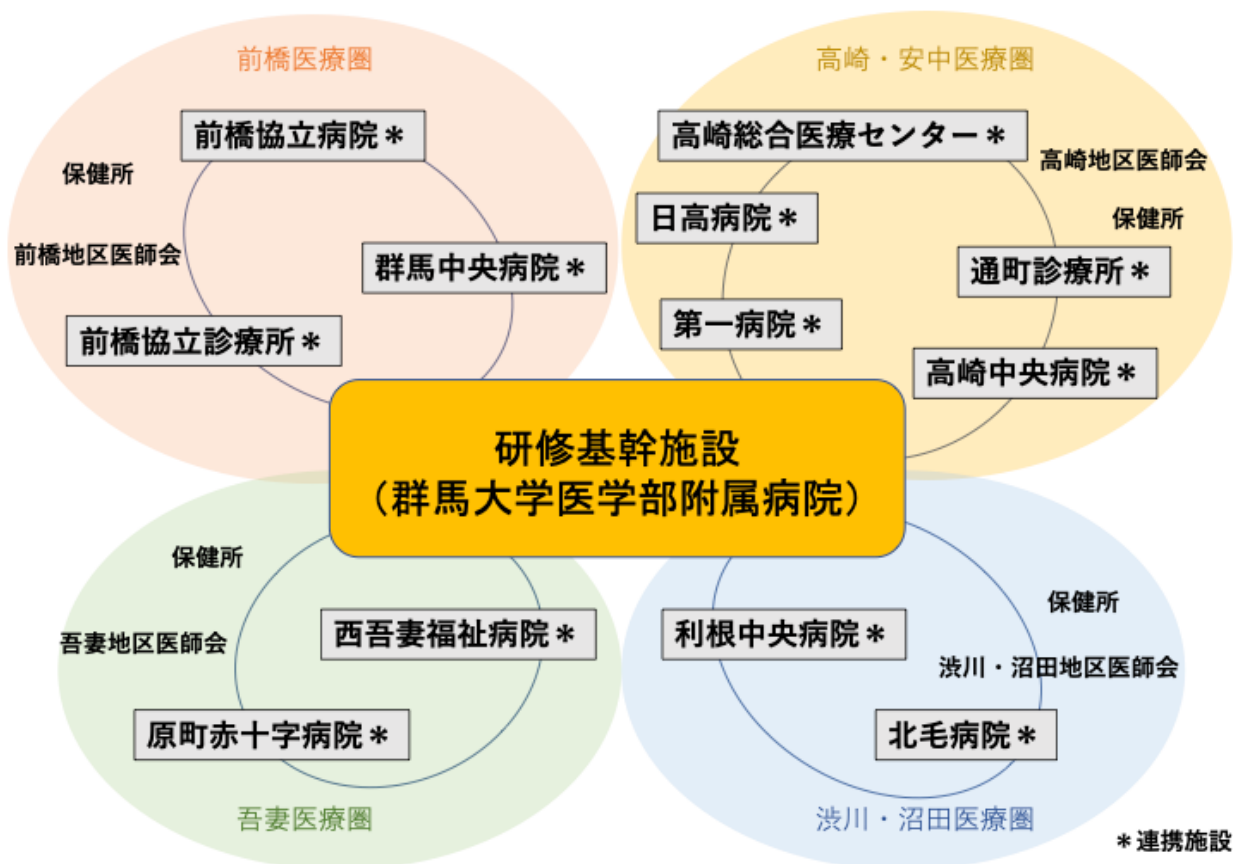 前橋医療圏
前橋協立病院＊
保健所
前橋地区医師会
群馬中央病院＊
前橋協立診療所＊
高崎・安中医療圏
高崎総合医療センター＊
高崎地区医師会
日高病院＊
保健所
通町診療所＊
第一病院＊
高崎中央病院＊
研修基幹施設
（群馬大学医学部附属病院）
保健所
西吾妻福祉病院＊
吾妻地区医師会
原町赤十字病院＊
吾妻医療圏
保健所
利根中央病院＊
渋川・沼田地区医師会
北毛病院＊
渋川・沼田医療圏
＊連携施設